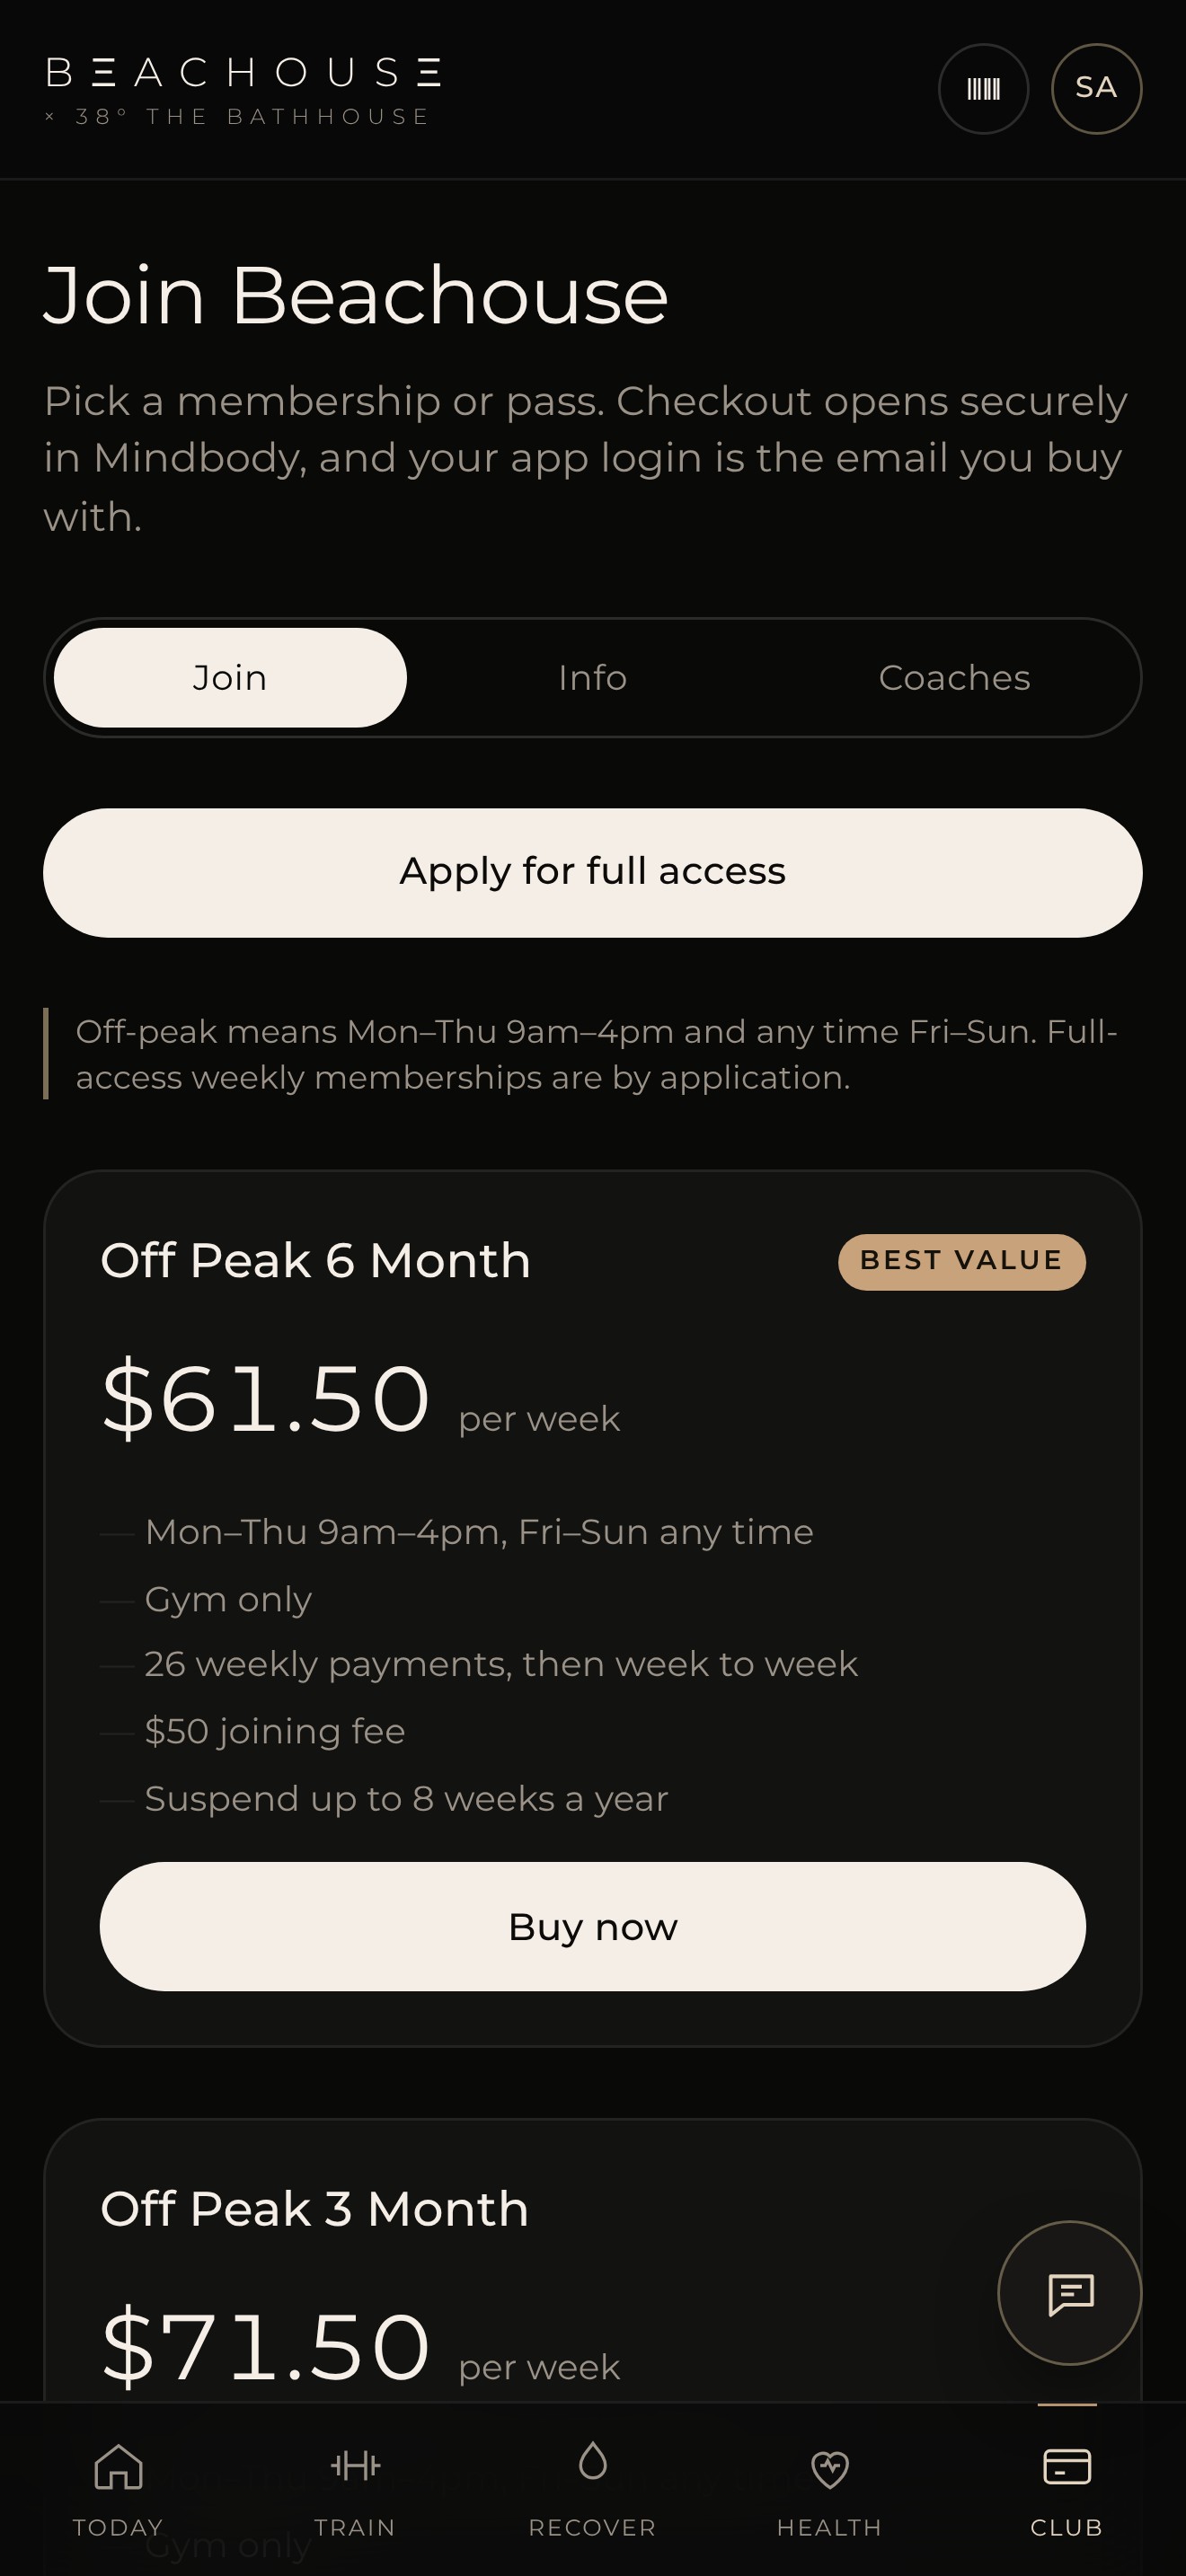 BEACHOUSE
× 38° THE BATHHOUSE
SA
Join Beachouse
Pick a membership or pass. Checkout opens securely
in Mindbody, and your app login is the email you buy
with.
Join Info Coaches
Apply for full access
Off-peak means Mon–Thu 9am–4pm and any time Fri–Sun. Full-
access weekly memberships are by application.
Off Peak 6 Month BEST VALUE
$61.50 per week
— Mon–Thu 9am–4pm, Fri–Sun any time
— Gym only
— 26 weekly payments, then week to week
— $50 joining fee
— Suspend up to 8 weeks a year
Buy now
Off Peak 3 Month
$71.50 per week
TODAY TRAIN RECOVER HEALTH CLUB
Gym only